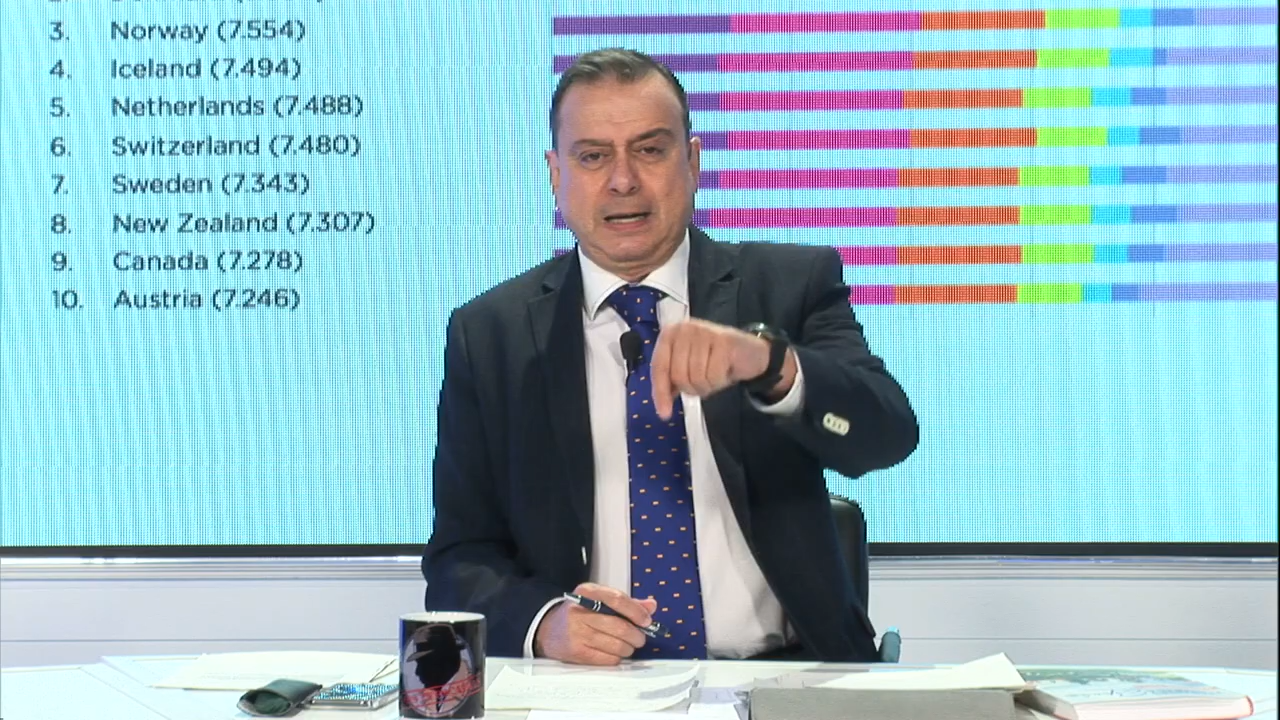 3. Norway (7.554)
4. Iceland (7.494)
5. Netherlands (7.488)
6. Switzerland (7.480)
7. Sweden (7.343)
8. New Zealand (7.307)
9. Canada (7.278)
10. Austria (7.246)